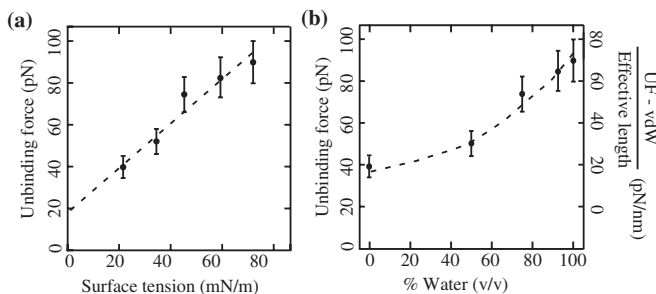 (a)
Unbinding force (pN)
100
80
60
40
20
0
0 20 40 60 80
Surface tension (mN/m)
(b)
Unbinding force (pN)
100
80
60
40
20
0
0 20 40 60 80 100
% Water (v/v)
80
60
40
20
0
UF - vdW
Effective length
(pN/nm)